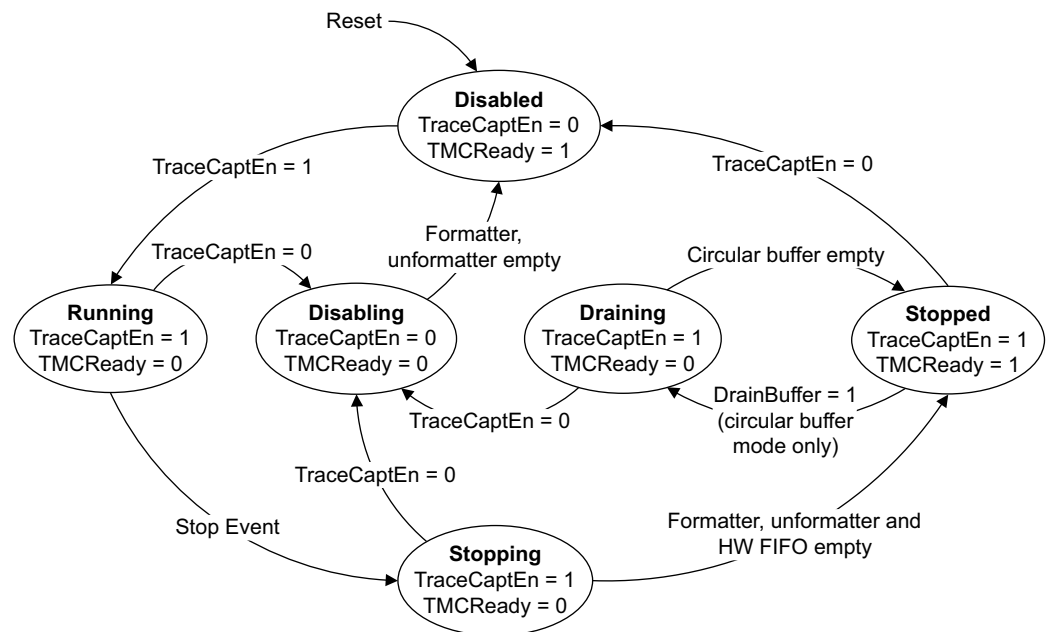 Reset
Disabled
TraceCaptEn = 0
TMCReady = 1
TraceCaptEn = 1
TraceCaptEn = 0
TraceCaptEn = 0
Formatter,
unformatter empty
Circular buffer empty
Running
TraceCaptEn = 1
TMCReady = 0
Disabling
TraceCaptEn = 0
TMCReady = 0
Draining
TraceCaptEn = 1
TMCReady = 0
Stopped
TraceCaptEn = 1
TMCReady = 1
DrainBuffer = 1
(circular buffer
mode only)
TraceCaptEn = 0
TraceCaptEn = 0
Stop Event
Formatter, unformatter and
HW FIFO empty
Stopping
TraceCaptEn = 1
TMCReady = 0